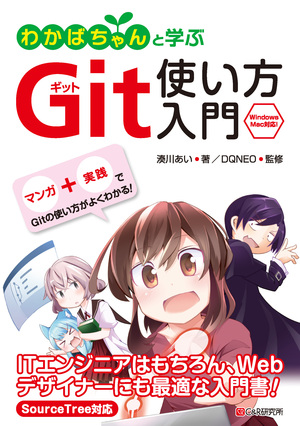 わかばちゃんと学ぶ
Git
ギット
使い方
入門
Windows
Mac対応!
湊川あい●著／DQNEO●監修
マンガ+実践で
Gitの使い方がよくわかる!
ITエンジニアはもちろん、Web
デザイナーにも最適な入門書!
SourceTree対応
C&R研究所